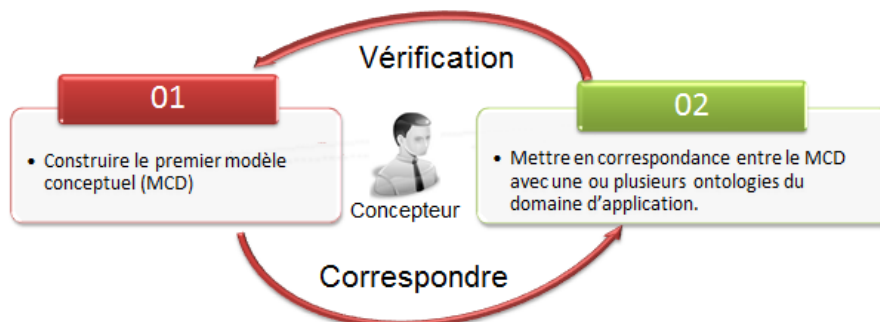 Vérification
01
• Construire le premier modèle
conceptuel (MCD)
Concepteur
02
• Mettre en correspondance entre le MCD
avec une ou plusieurs ontologies du
domaine d'application.
Correspondre